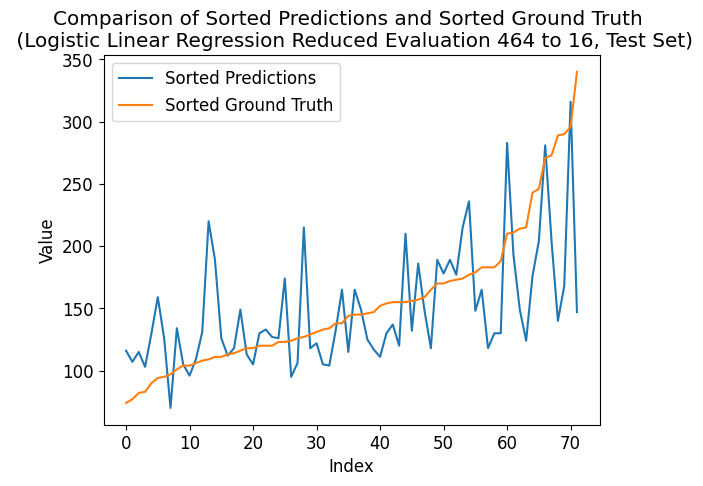 Comparison of Sorted Predictions and Sorted Ground Truth
(Logistic Linear Regression Reduced Evaluation 464 to 16, Test Set)
Sorted Predictions
Sorted Ground Truth
350
300
250
200
150
100
Value
0 10 20 30 40 50 60 70
Index